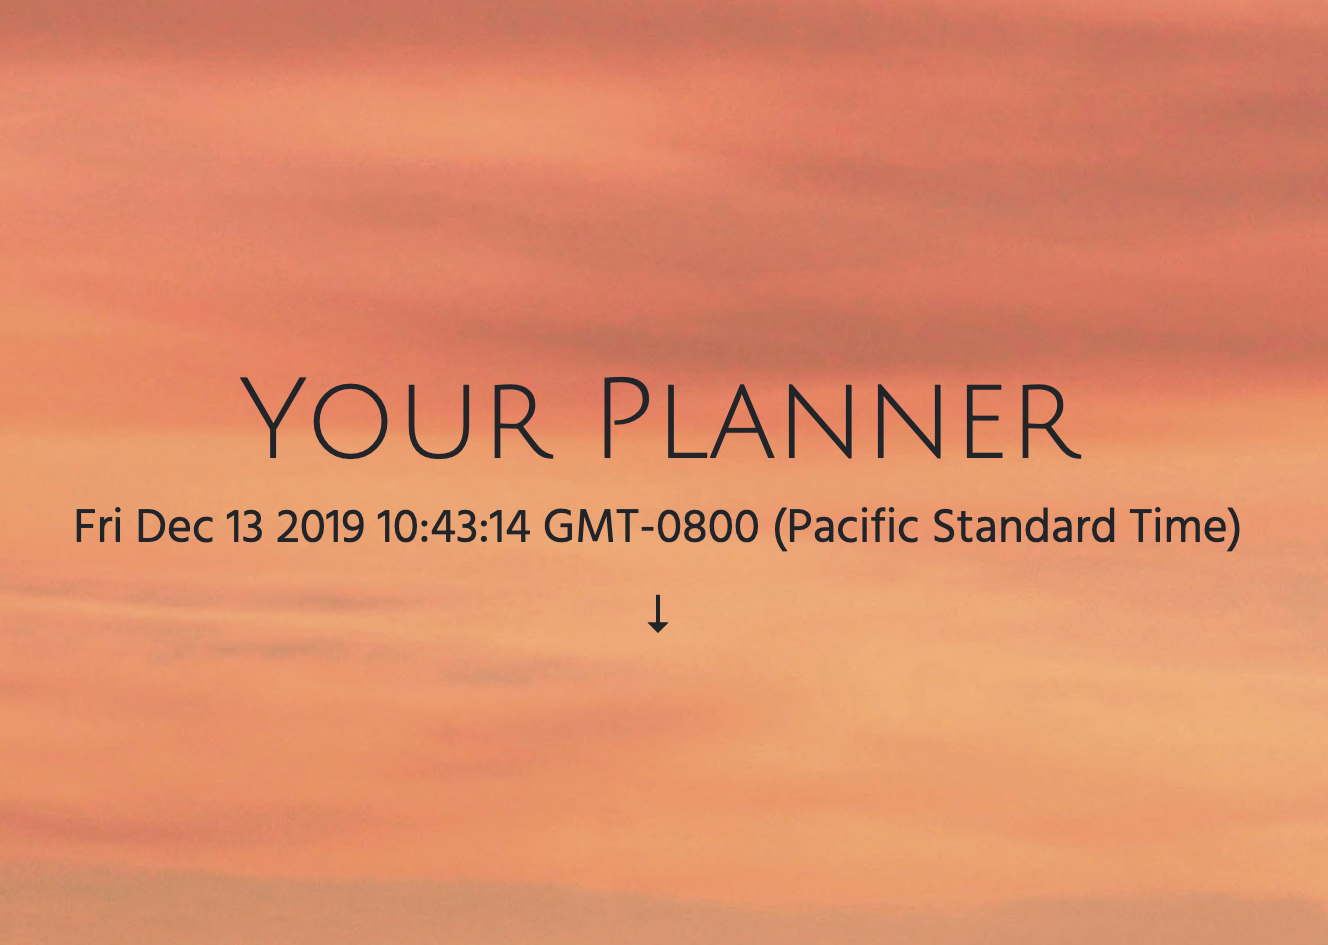 Your Planner
Fri Dec 13 2019 10:43:14 GMT-0800 (Pacific Standard Time)
↓